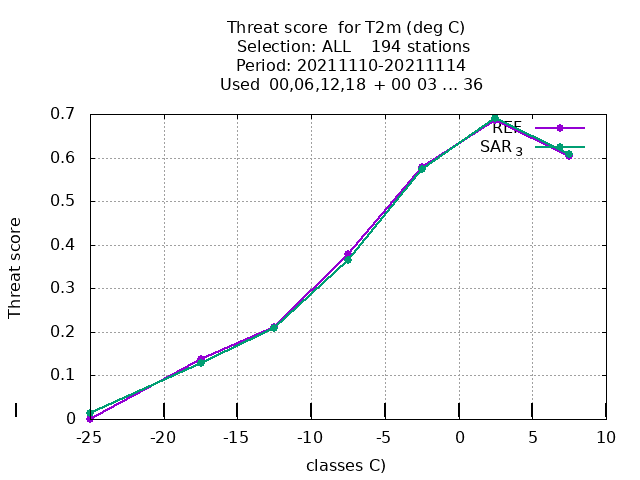 Threat score  for T2m (deg C)
Selection: ALL    194 stations
Period: 20211110-20211114
Used  00,06,12,18  + 00 03 ... 36
0.7
REF
SAR 3
0.6
0.5
0.4
0.3
0.2
0.1
0
Threat score
-25
-20
-15
-10
-5
0
5
10
classes C)